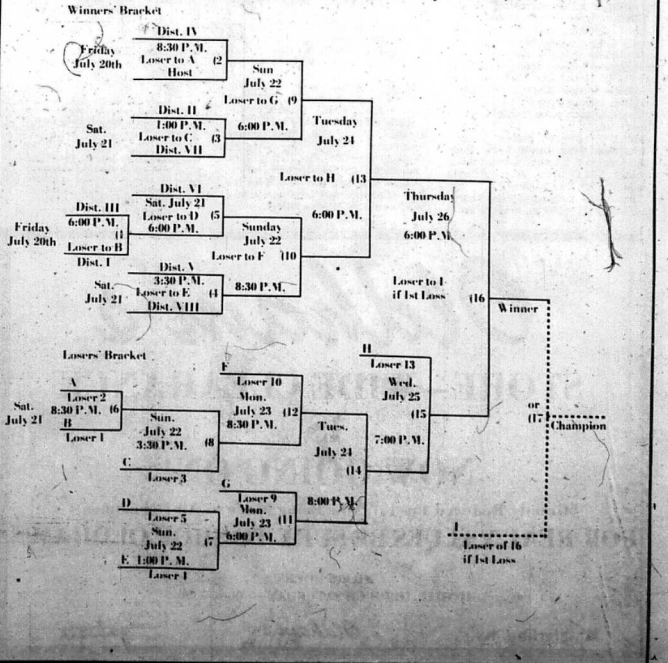 Winners' Bracket
Dist. IV
Friday
July 20th
8:30 P.M.
Loser to A
(2
Host
Sun
July 22
Loser to G
(9
6:00 P.M.
Dist. II
Sat.
July 21
1:00 P.M.
Loser to C
(3
Dist. VII
Tuesday
July 24
Loser to H
(13
6:00 P.M.
Dist. VI
Sat. July 21
Loser to D
(5
6:00 P.M.
Dist. III
Friday
July 20th
6:00 P.M.
(1
Loser to B
Dist. I
Sunday
July 22
Loser to F
(10
8:30 P.M.
Dist. V
Sat.
July 21
3:30 P.M.
Loser to E
(4
Dist. VIII
Thursday
July 26
6:00 P.M.
Loser to I
if 1st Loss
(16
Winner
or
(17
Champion
Losers' Bracket
A
Loser 2
Sat.
July 21
8:30 P.M.
(6
B
Loser 1
Sun.
July 22
3:30 P.M.
(8
C
Loser 3
F
Loser 10
Mon.
July 23
8:30 P.M.
(12
D
Loser 5
Sun.
July 22
(7
E 1:00 P.M.
Loser 4
G
Loser 9
Mon.
July 23
6:00 P.M.
(11
Tues.
July 24
(14
8:00 P.M.
H
Loser 13
Wed.
July 25
(15
7:00 P.M.
I
Loser of 16
if 1st Loss